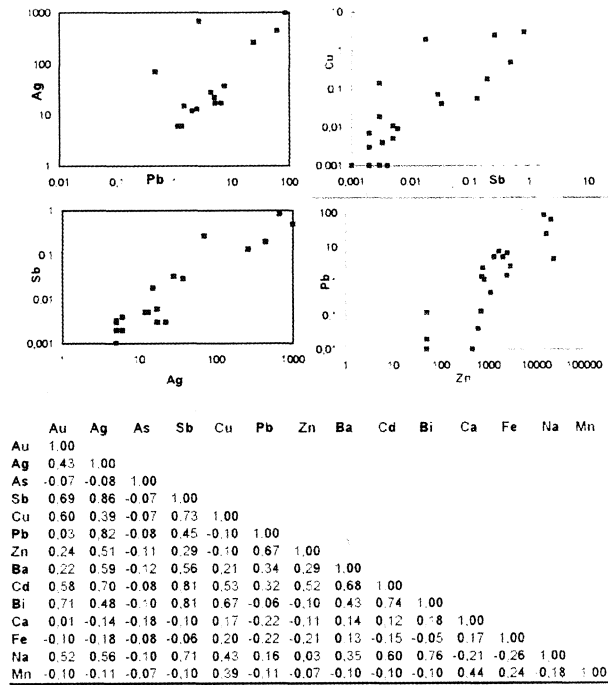 1000
100
10
1
Ag
0.01 0,1 1 10 100
Pb
10
1
0.1
0,01
0.001
Cu
0,001 0.01 0.1 1 10
Sb
1
0.1
0.01
0,001
Sb
1 10 100 1000
Ag
100
10
1
0.1
0,01
Pb
1 10 100 1000 10000 100000
Zn
Au Ag As Sb Cu Pb Zn Ba Cd Bi Ca Fe Na Mn
Au 1.00
Ag 0,43 1.00
As -0.07 -0,08 1.00
Sb 0,69 0,86 -0,07 1,00
Cu 0,60 0,39 -0,07 0,73 1,00
Pb 0,03 0,82 -0,08 0,45 -0,10 1,00
Zn 0,24 0,51 -0,11 0,29 -0,10 0,67 1,00
Ba 0,22 0,59 -0,12 0,56 0,21 0,34 0,29 1,00
Cd 0,58 0,70 -0,08 0,81 0,53 0,32 0,52 0,68 1,00
Bi 0,71 0,48 -0,10 0,81 0,67 -0,06 -0,10 0,43 0,74 1,00
Ca 0,01 -0,14 -0,18 -0,10 0,17 -0,22 -0,11 0,14 0,12 0,18 1,00
Fe -0,10 -0,18 -0,08 -0,06 0,20 -0,22 -0,21 0,13 -0,15 -0,05 0,17 1,00
Na 0,52 0,56 -0,10 0,71 0,43 0,16 0,03 0,35 0,60 0,76 -0,21 -0,26 1,00
Mn -0,10 -0,11 -0,07 -0,10 0,39 -0,11 -0,07 -0,10 -0,10 -0,10 0,44 0,24 -0,18 1,00